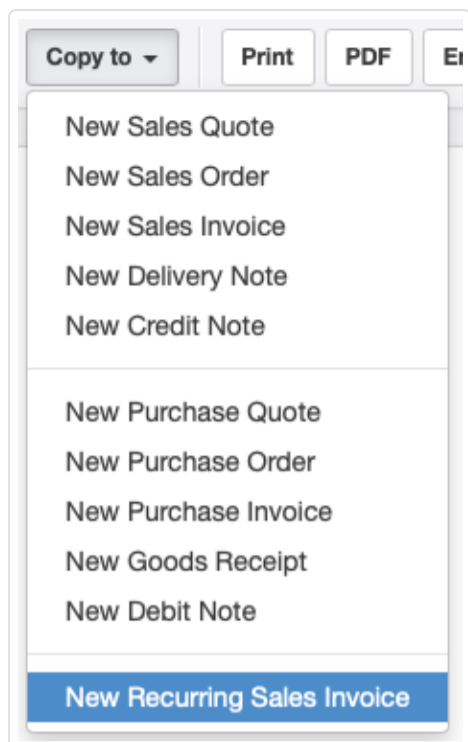 Copy to Print PDF
New Sales Quote
New Sales Order
New Sales Invoice
New Delivery Note
New Credit Note
New Purchase Quote
New Purchase Order
New Purchase Invoice
New Goods Receipt
New Debit Note
New Recurring Sales Invoice